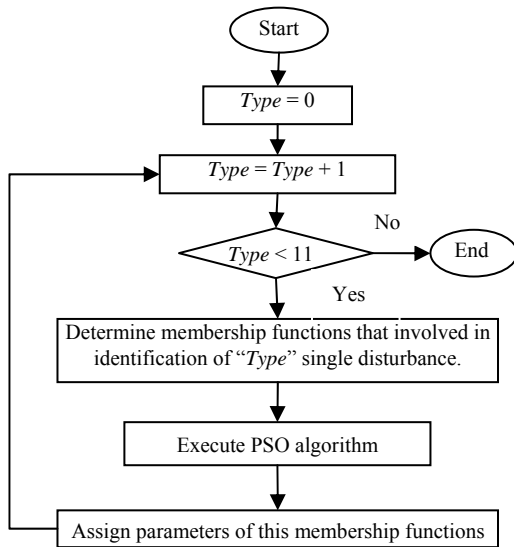 Start
Type = 0
Type = Type + 1
No
Type < 11
End
Yes
Determine membership functions that involved in
identification of “Type” single disturbance.
Execute PSO algorithm
Assign parameters of this membership functions